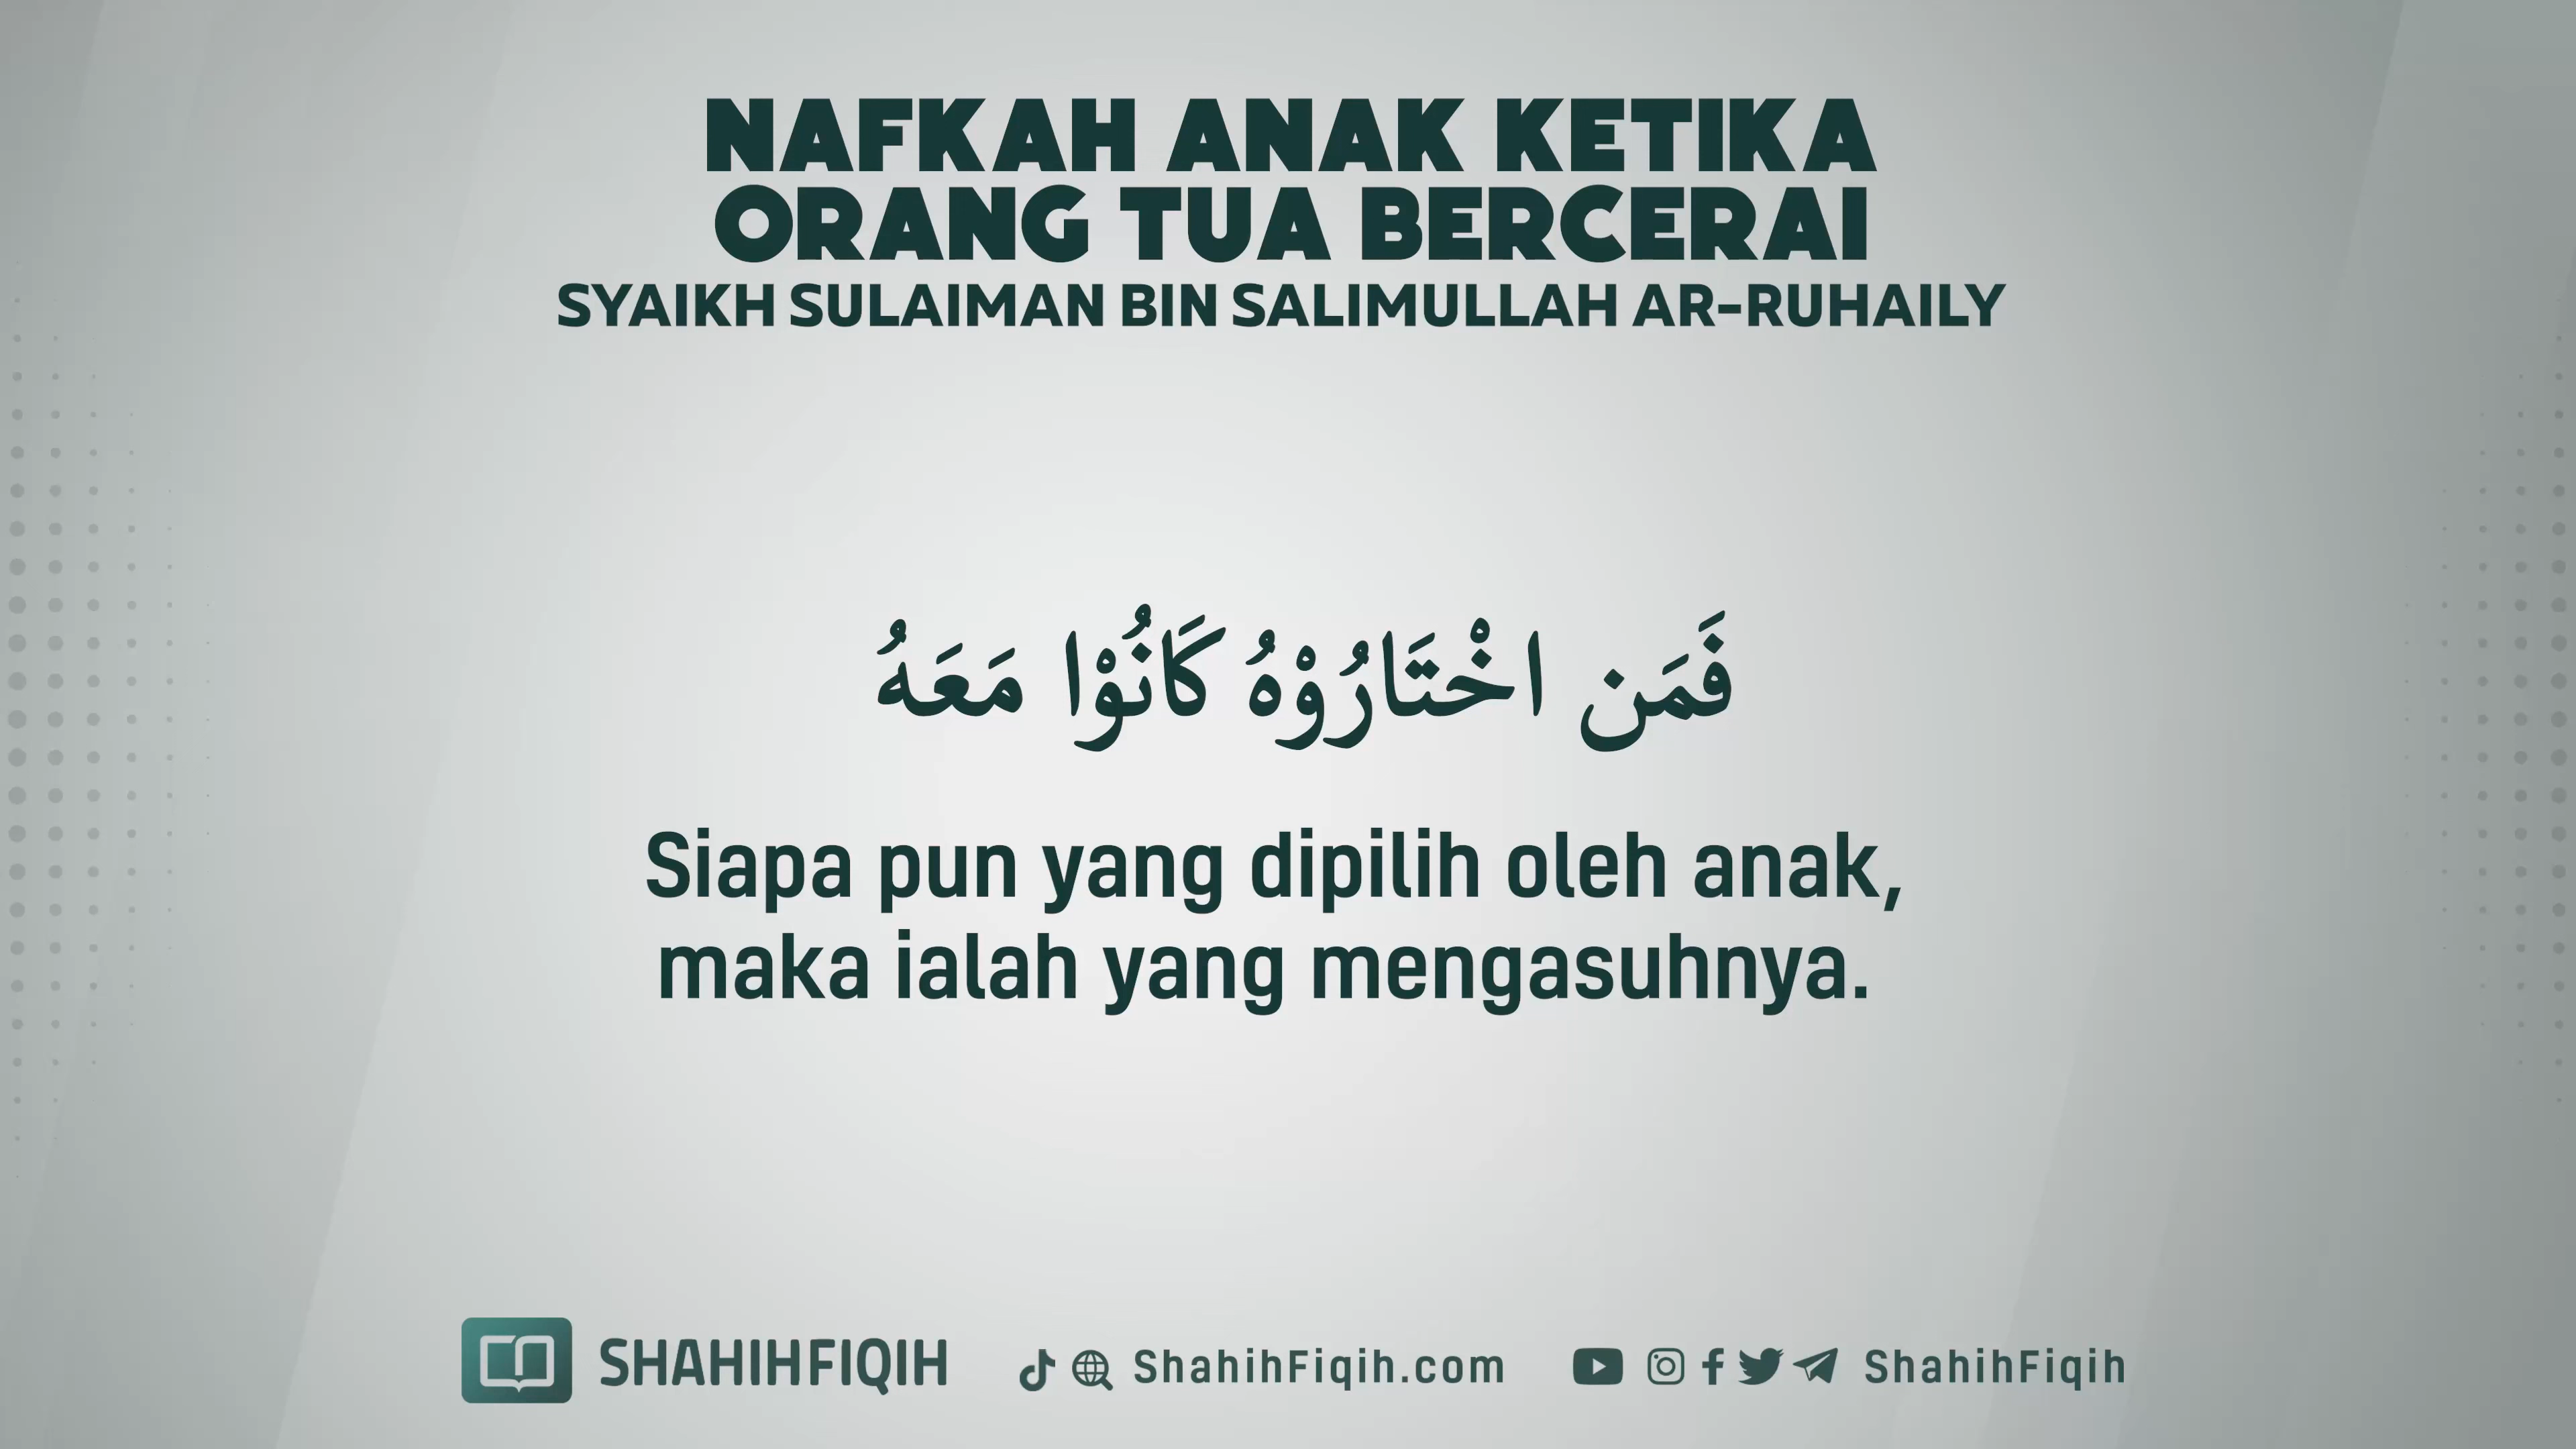 NAFKAH ANAK KETIKA
ORANG TUA BERCERAI
SYAIKH SULAIMAN BIN SALIMULLAH AR-RUHAILY
فَمَن اخْتَارُوْهُ كَانُوْا مَعَهُ
Siapa pun yang dipilih oleh anak,
maka ialah yang mengasuhnya.
SHAHIHFIQIH ShahihFiqih.com ShahihFiqih